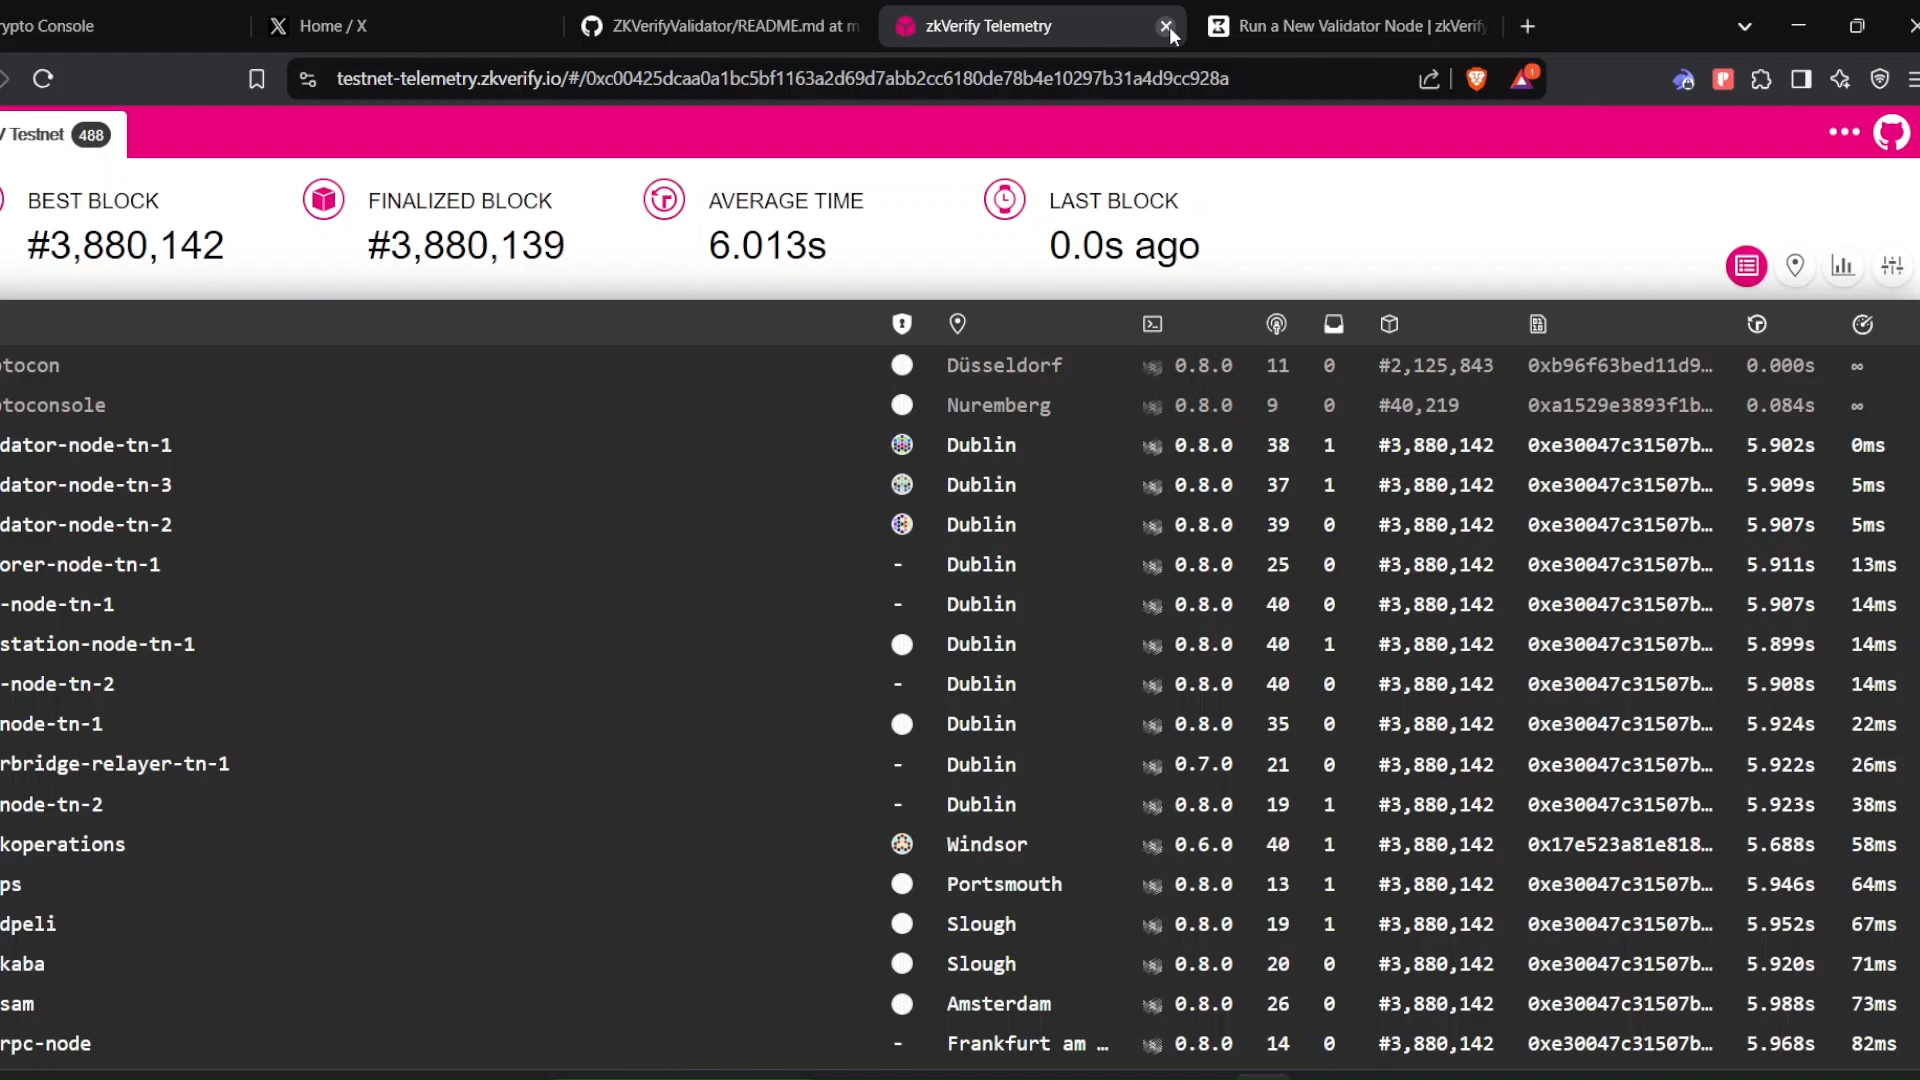 rypto Console
Home / X
ZKVerifyValidator/README.md at m
zkVerify Telemetry
Run a New Validator Node | zkVerify
testnet-telemetry.zkverify.io/#/0xc00425dcaa0a1bc5bf1163a2d69d7abb2cc6180de78b4e10297b31a4d9cc928a
1
/ Testnet 488
BEST BLOCK
#3,880,142
FINALIZED BLOCK
#3,880,139
AVERAGE TIME
6.013s
LAST BLOCK
0.0s ago
tocon Düsseldorf 0.8.0 11 0 #2,125,843 0xb96f63bed11d9… 0.000s ∞
toconsole Nuremberg 0.8.0 9 0 #40,219 0xa1529e3893f1b… 0.084s ∞
dator-node-tn-1 Dublin 0.8.0 38 1 #3,880,142 0xe30047c31507b… 5.902s 0ms
dator-node-tn-3 Dublin 0.8.0 37 1 #3,880,142 0xe30047c31507b… 5.909s 5ms
dator-node-tn-2 Dublin 0.8.0 39 0 #3,880,142 0xe30047c31507b… 5.907s 5ms
orer-node-tn-1 - Dublin 0.8.0 25 0 #3,880,142 0xe30047c31507b… 5.911s 13ms
-node-tn-1 - Dublin 0.8.0 40 0 #3,880,142 0xe30047c31507b… 5.907s 14ms
station-node-tn-1 Dublin 0.8.0 40 1 #3,880,142 0xe30047c31507b… 5.899s 14ms
-node-tn-2 - Dublin 0.8.0 40 0 #3,880,142 0xe30047c31507b… 5.908s 14ms
node-tn-1 Dublin 0.8.0 35 0 #3,880,142 0xe30047c31507b… 5.924s 22ms
rbridge-relayer-tn-1 - Dublin 0.7.0 21 0 #3,880,142 0xe30047c31507b… 5.922s 26ms
node-tn-2 - Dublin 0.8.0 19 1 #3,880,142 0xe30047c31507b… 5.923s 38ms
koperations Windsor 0.6.0 40 1 #3,880,142 0x17e523a81e818… 5.688s 58ms
ps Portsmouth 0.8.0 13 1 #3,880,142 0xe30047c31507b… 5.946s 64ms
dpeli Slough 0.8.0 19 1 #3,880,142 0xe30047c31507b… 5.952s 67ms
kaba Slough 0.8.0 20 0 #3,880,142 0xe30047c31507b… 5.920s 71ms
sam Amsterdam 0.8.0 26 0 #3,880,142 0xe30047c31507b… 5.988s 73ms
rpc-node - Frankfurt am … 0.8.0 14 0 #3,880,142 0xe30047c31507b… 5.968s 82ms